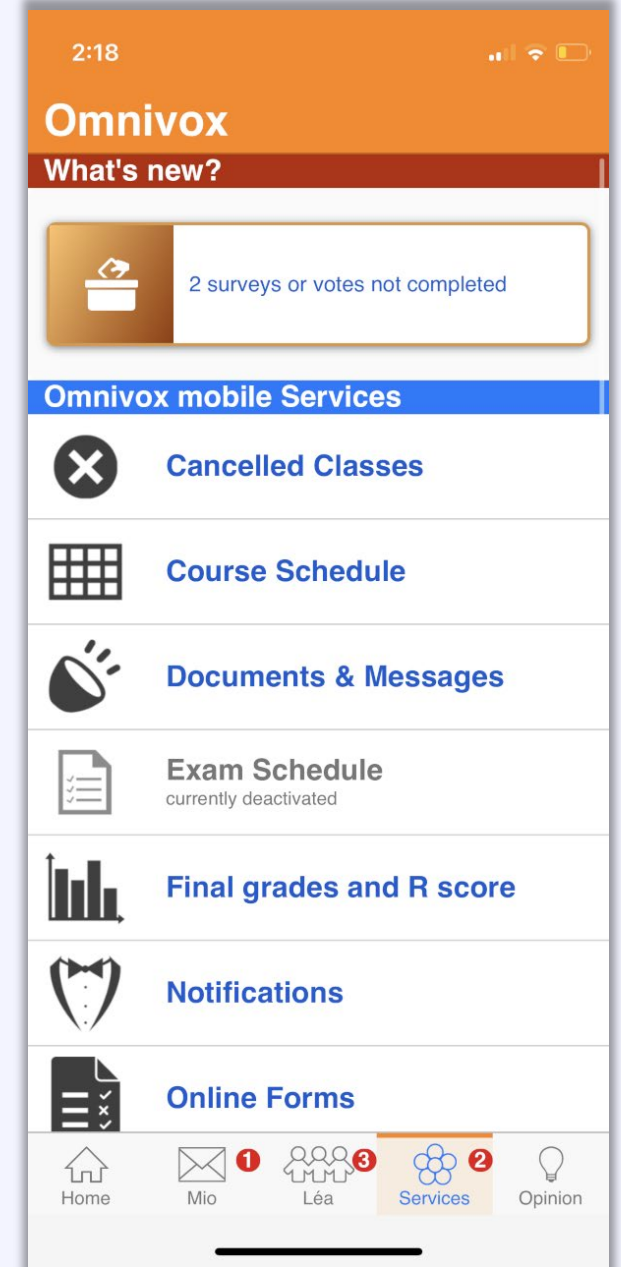 2:18
Omnivox
What's new?
2 surveys or votes not completed
Omnivox mobile Services
Cancelled Classes
Course Schedule
Documents & Messages
Exam Schedule
currently deactivated
Final grades and R score
Notifications
Online Forms
1
3
2
Home
Mio
Léa
Services
Opinion